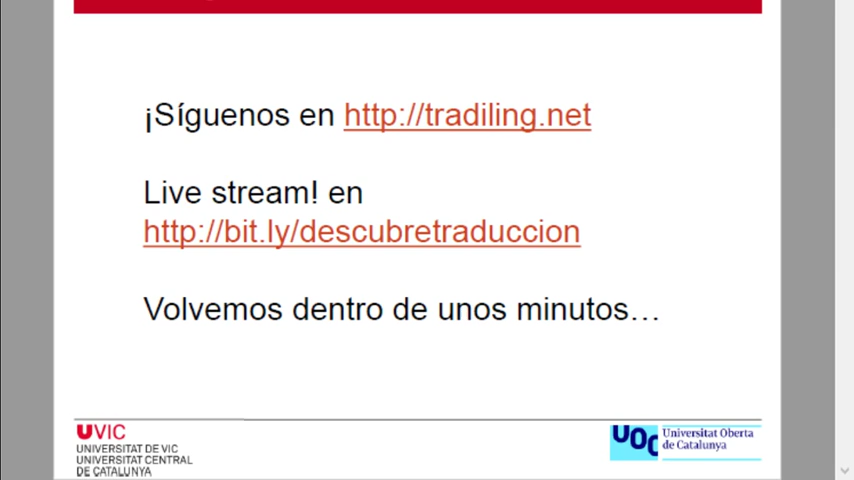 ¡Síguenos en http://tradiling.net
Live stream! en
http://bit.ly/descubretraduccion
Volvemos dentro de unos minutos…
UVIC
UNIVERSITAT DE VIC
UNIVERSITAT CENTRAL
DE CATALUNYA
UOC
Universitat Oberta
de Catalunya